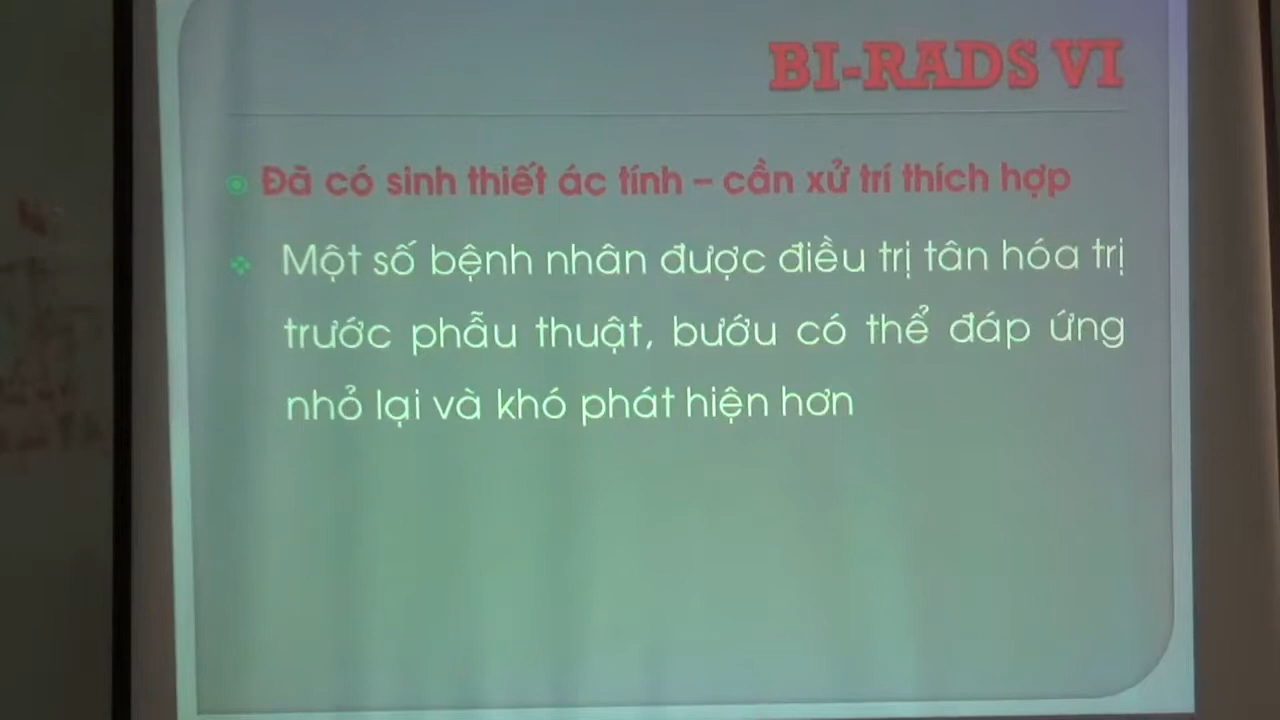 BI-RADS VI
Đã có sinh thiết ác tính – cần xử trí thích hợp
Một số bệnh nhân được điều trị tân hóa trị
trước phẫu thuật, bướu có thể đáp ứng
nhỏ lại và khó phát hiện hơn